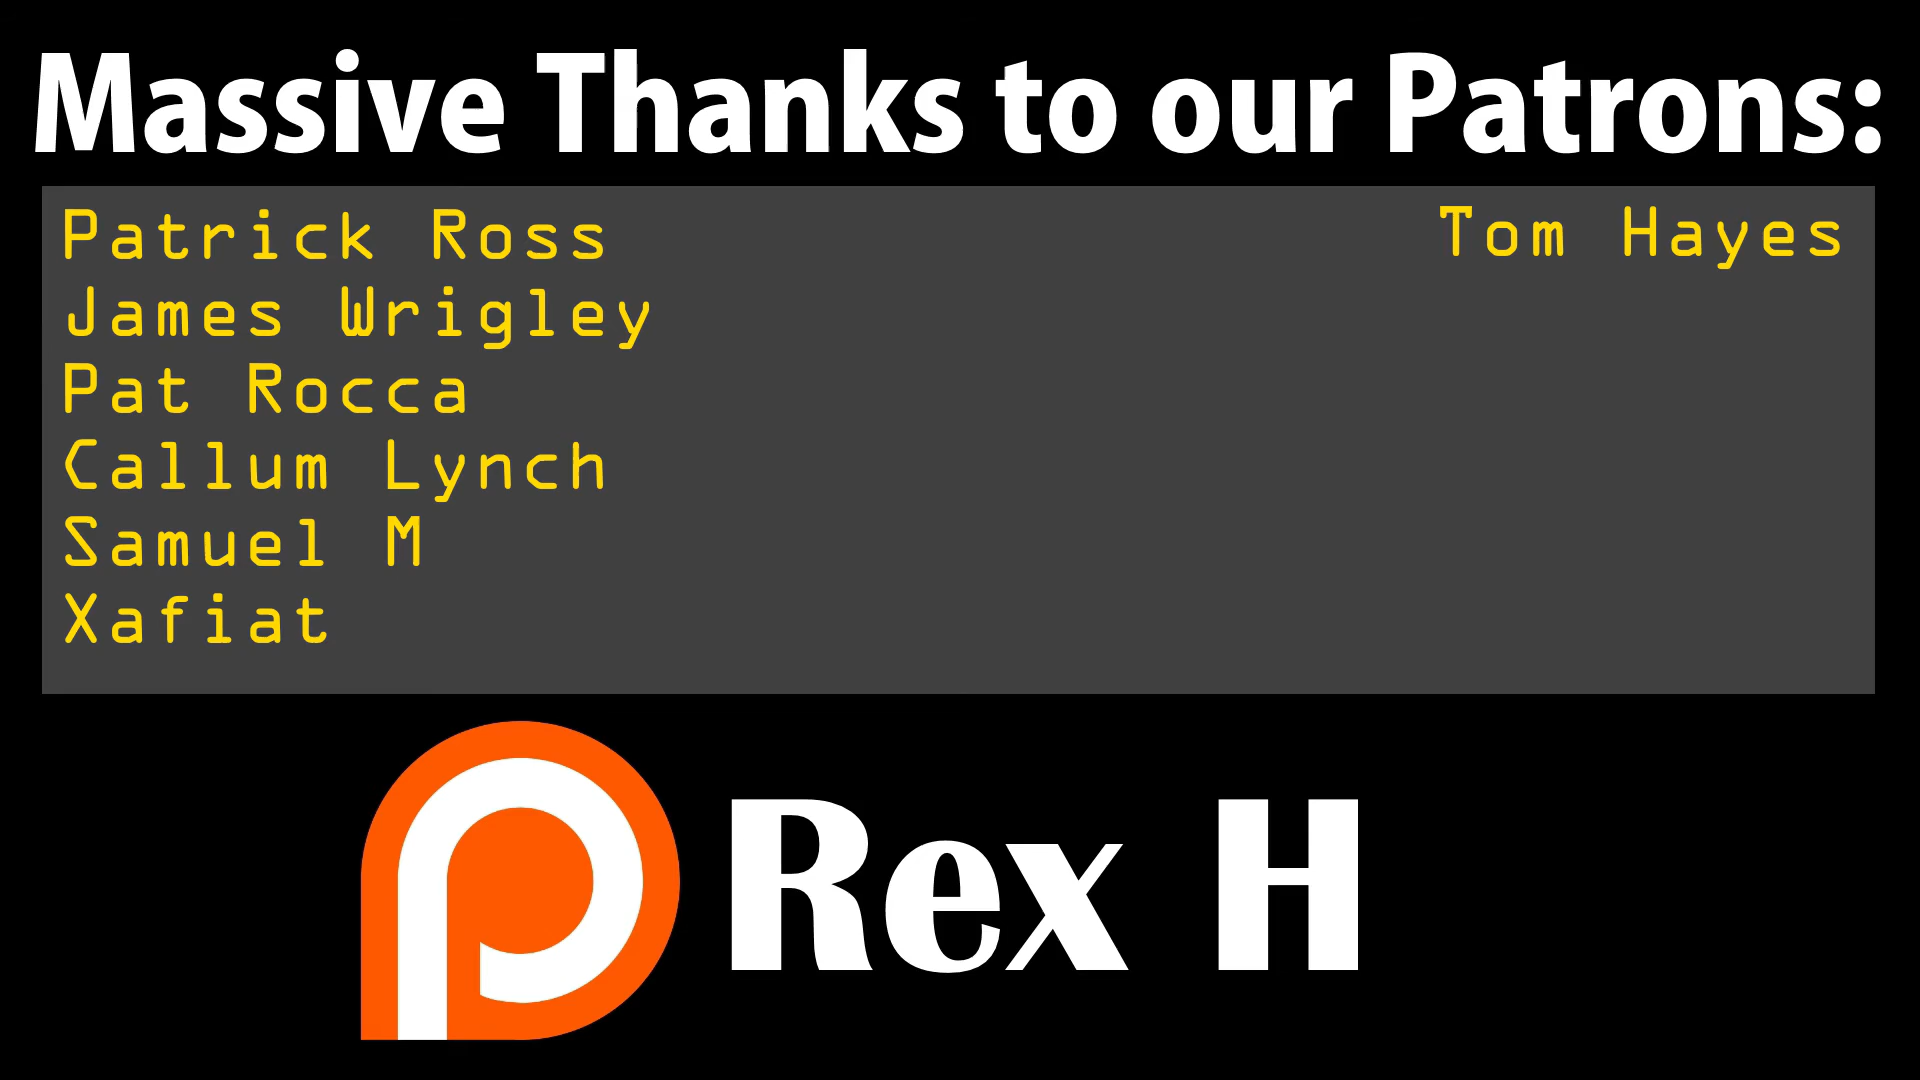 Massive Thanks to our Patrons:
Patrick Ross
Tom Hayes
James Wrigley
Pat Rocca
Callum Lynch
Samuel M
Xafiat
Rex H